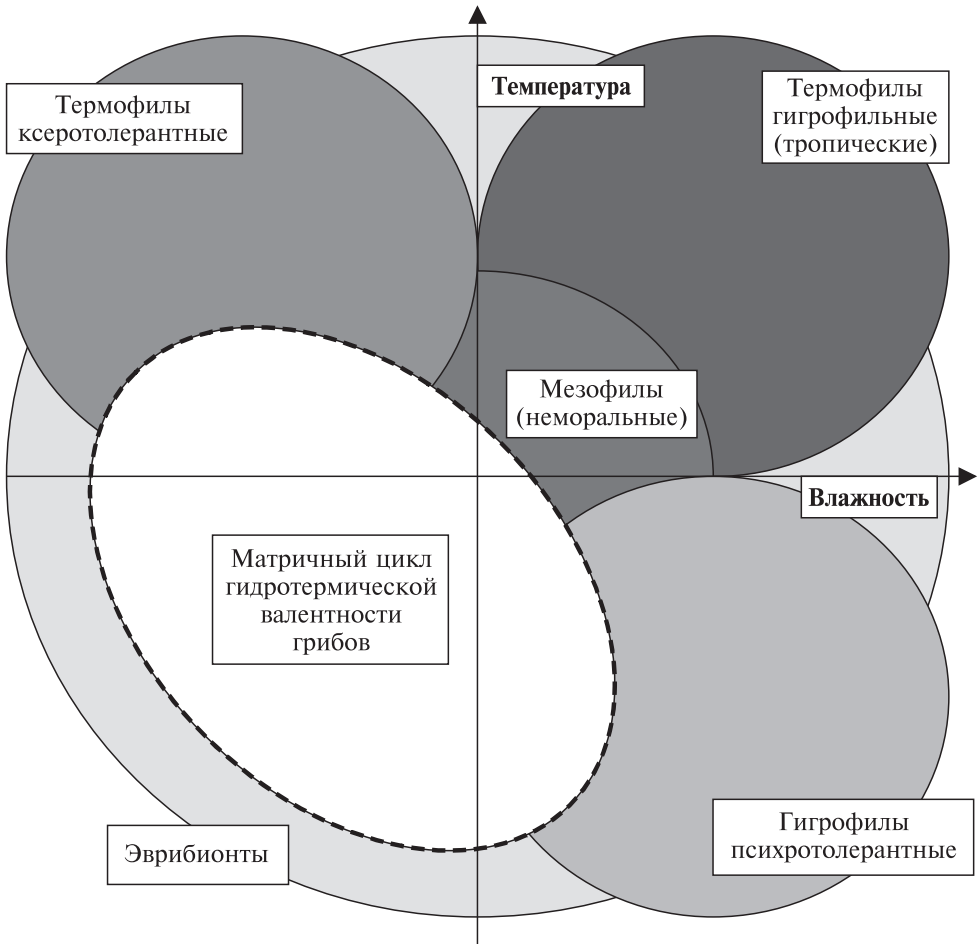 Температура
Термофилы
ксеротолерантные
Термофилы
гигрофильные
(тропические)
Мезофилы
(неморальные)
Влажность
Матричный цикл
гидротермической
валентности
грибов
Эврибионты
Гигрофилы
психротолерантные